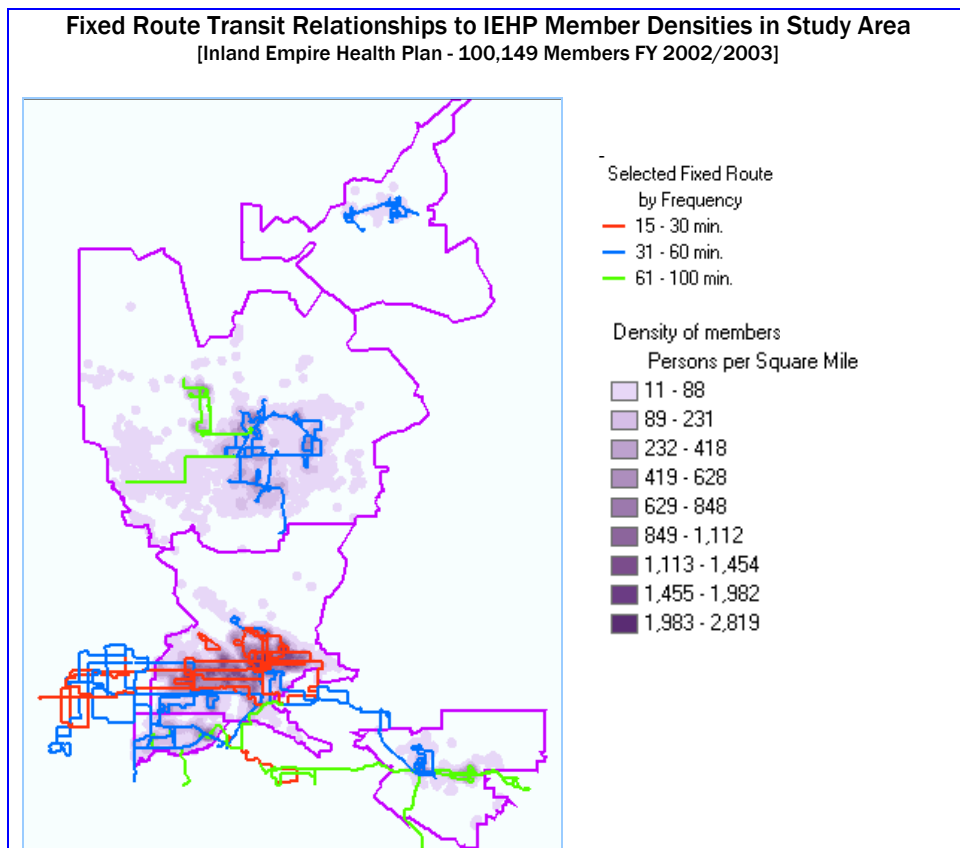 Fixed Route Transit Relationships to IEHP Member Densities in Study Area
[Inland Empire Health Plan - 100,149 Members FY 2002/2003]
Selected Fixed Route
by Frequency
15 - 30 min.
31 - 60 min.
61 - 100 min.
Density of members
Persons per Square Mile
11 - 88
89 - 231
232 - 418
419 - 628
629 - 848
849 - 1,112
1,113 - 1,454
1,455 - 1,982
1,983 - 2,819